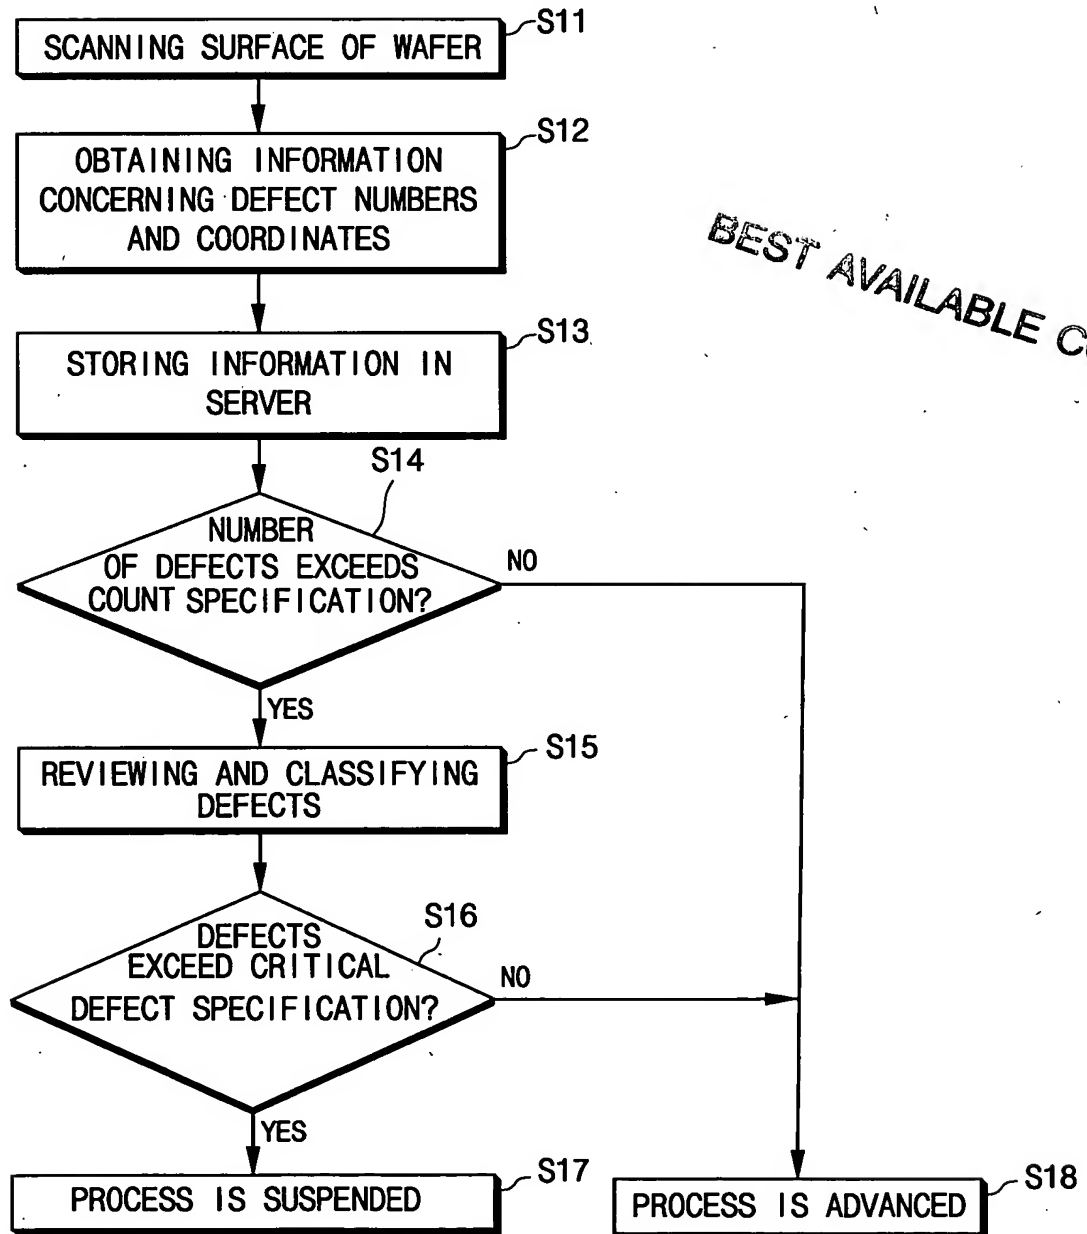 SCANNING SURFACE OF WAFER
S11
OBTAINING INFORMATION
CONCERNING DEFECT NUMBERS
AND COORDINATES
S12
BEST AVAILABLE
STORING INFORMATION IN
SERVER
S13
S14
NUMBER
OF DEFECTS EXCEEDS
COUNT SPECIFICATION?
NO
YES
REVIEWING AND CLASSIFYING
DEFECTS
S15
S16
DEFECTS
EXCEED CRITICAL
DEFECT SPECIFICATION?
NO
YES
PROCESS IS SUSPENDED
S17
PROCESS IS ADVANCED
S18